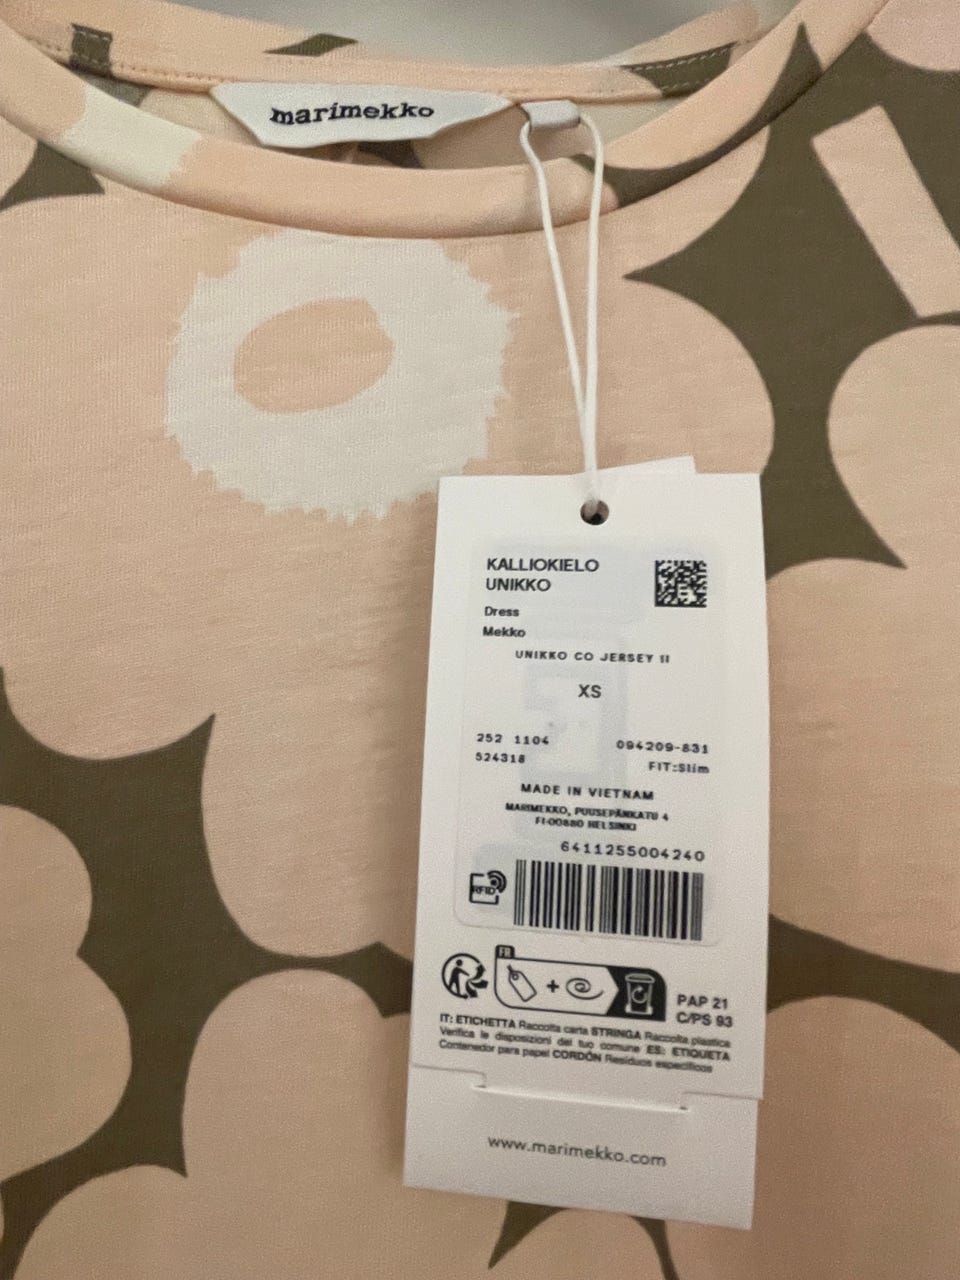 marimekko
KALLIOKIELO
UNIKKO
Dress
Mekko
UNIKKO CO JERSEY II
XS
252 1104
094209-831
524318
FIT:Slim
MADE IN VIETNAM
MARIMEKKO, PUUSEPÄNKATU 4
FI-00880 HELSINKI
6411255004240
RFID
FR
PAP 21
C/PS 93
IT: ETICHETTA Raccolta carta STRINGA Raccolta plastica
Verifica le disposizioni del tuo comune ES: ETIQUETA
Contenedor para papel CORDÓN Residuos específicos
www.marimekko.com